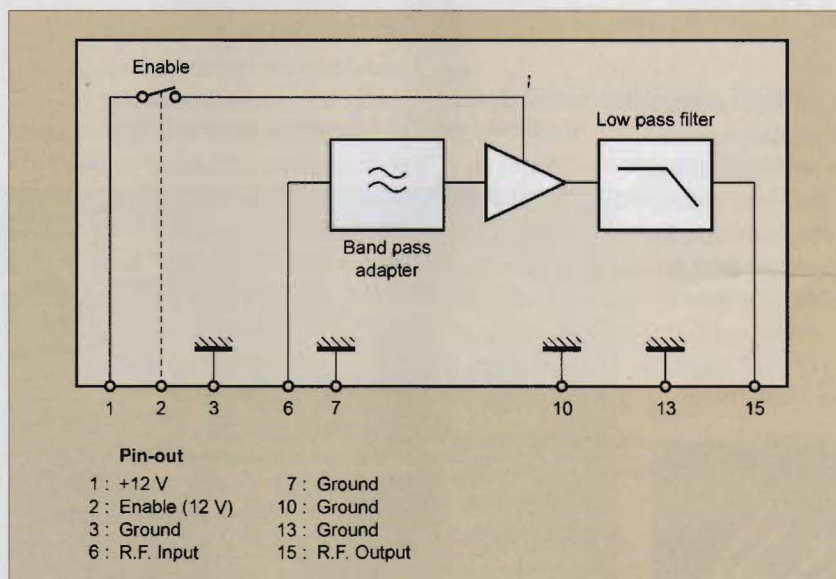 Enable
Low pass filter
Band pass
adapter
1 2 3 6 7 10 13 15
Pin-out
1 : +12 V 7 : Ground
2 : Enable (12 V) 10 : Ground
3 : Ground 13 : Ground
6 : R.F. Input 15 : R.F. Output